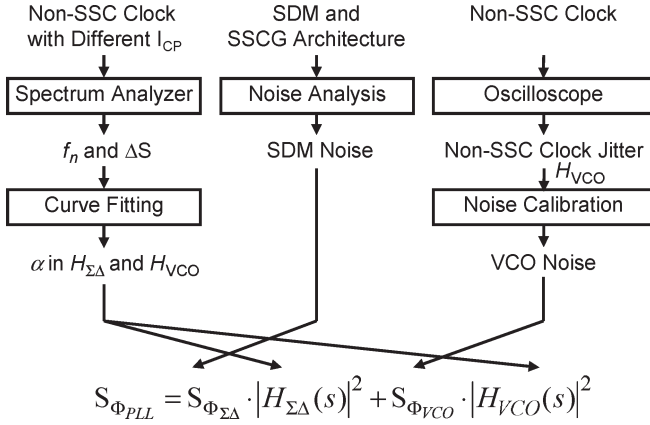 Non-SSC Clock
with Different I_CP
Spectrum Analyzer
f_n and ΔS
Curve Fitting
α in H_ΣΔ and H_VCO
SDM and
SSCG Architecture
Noise Analysis
SDM Noise
Non-SSC Clock
Oscilloscope
Non-SSC Clock Jitter
H_VCO
Noise Calibration
VCO Noise
S_Φ_PLL = S_Φ_ΣΔ · |H_ΣΔ(s)|² + S_Φ_VCO · |H_VCO(s)|²